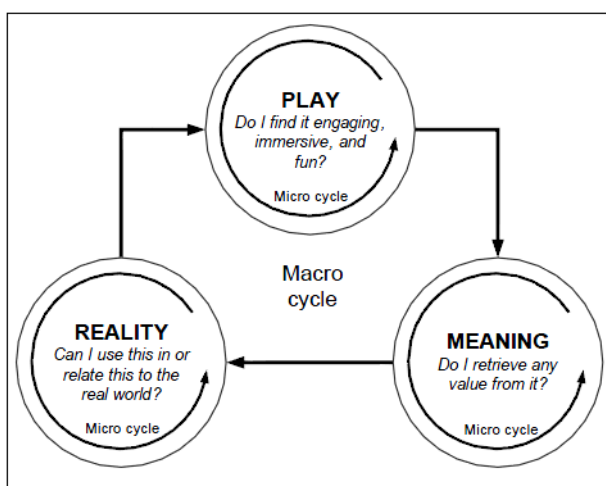 PLAY
Do I find it engaging,
immersive, and
fun?
Micro cycle
Macro
cycle
REALITY
Can I use this in or
relate this to the
real world?
Micro cycle
MEANING
Do I retrieve any
value from it?
Micro cycle